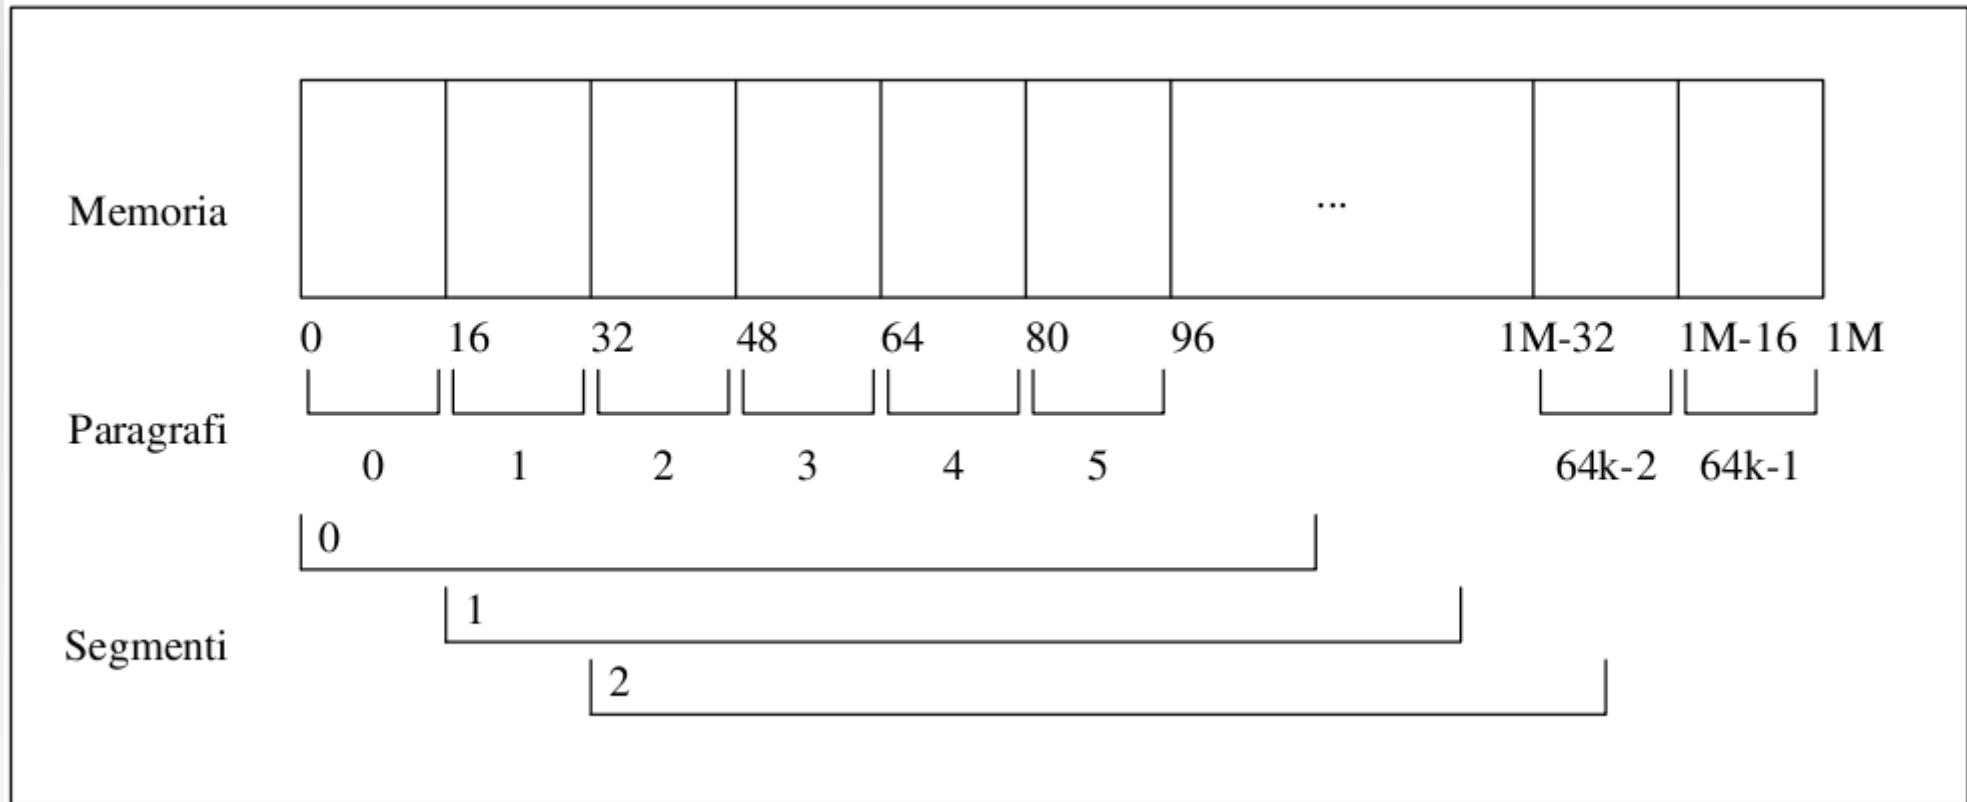 ...
Memoria
0 16 32 48 64 80 96 1M-32 1M-16 1M
Paragrafi
0 1 2 3 4 5 64k-2 64k-1
0
1
Segmenti
2